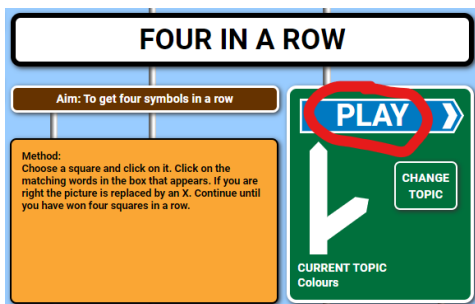 FOUR IN A ROW
Aim: To get four symbols in a row
Method:
Choose a square and click on it. Click on the
matching words in the box that appears. If you are
right the picture is replaced by an X. Continue until
you have won four squares in a row.
PLAY
CHANGE
TOPIC
CURRENT TOPIC
Colours